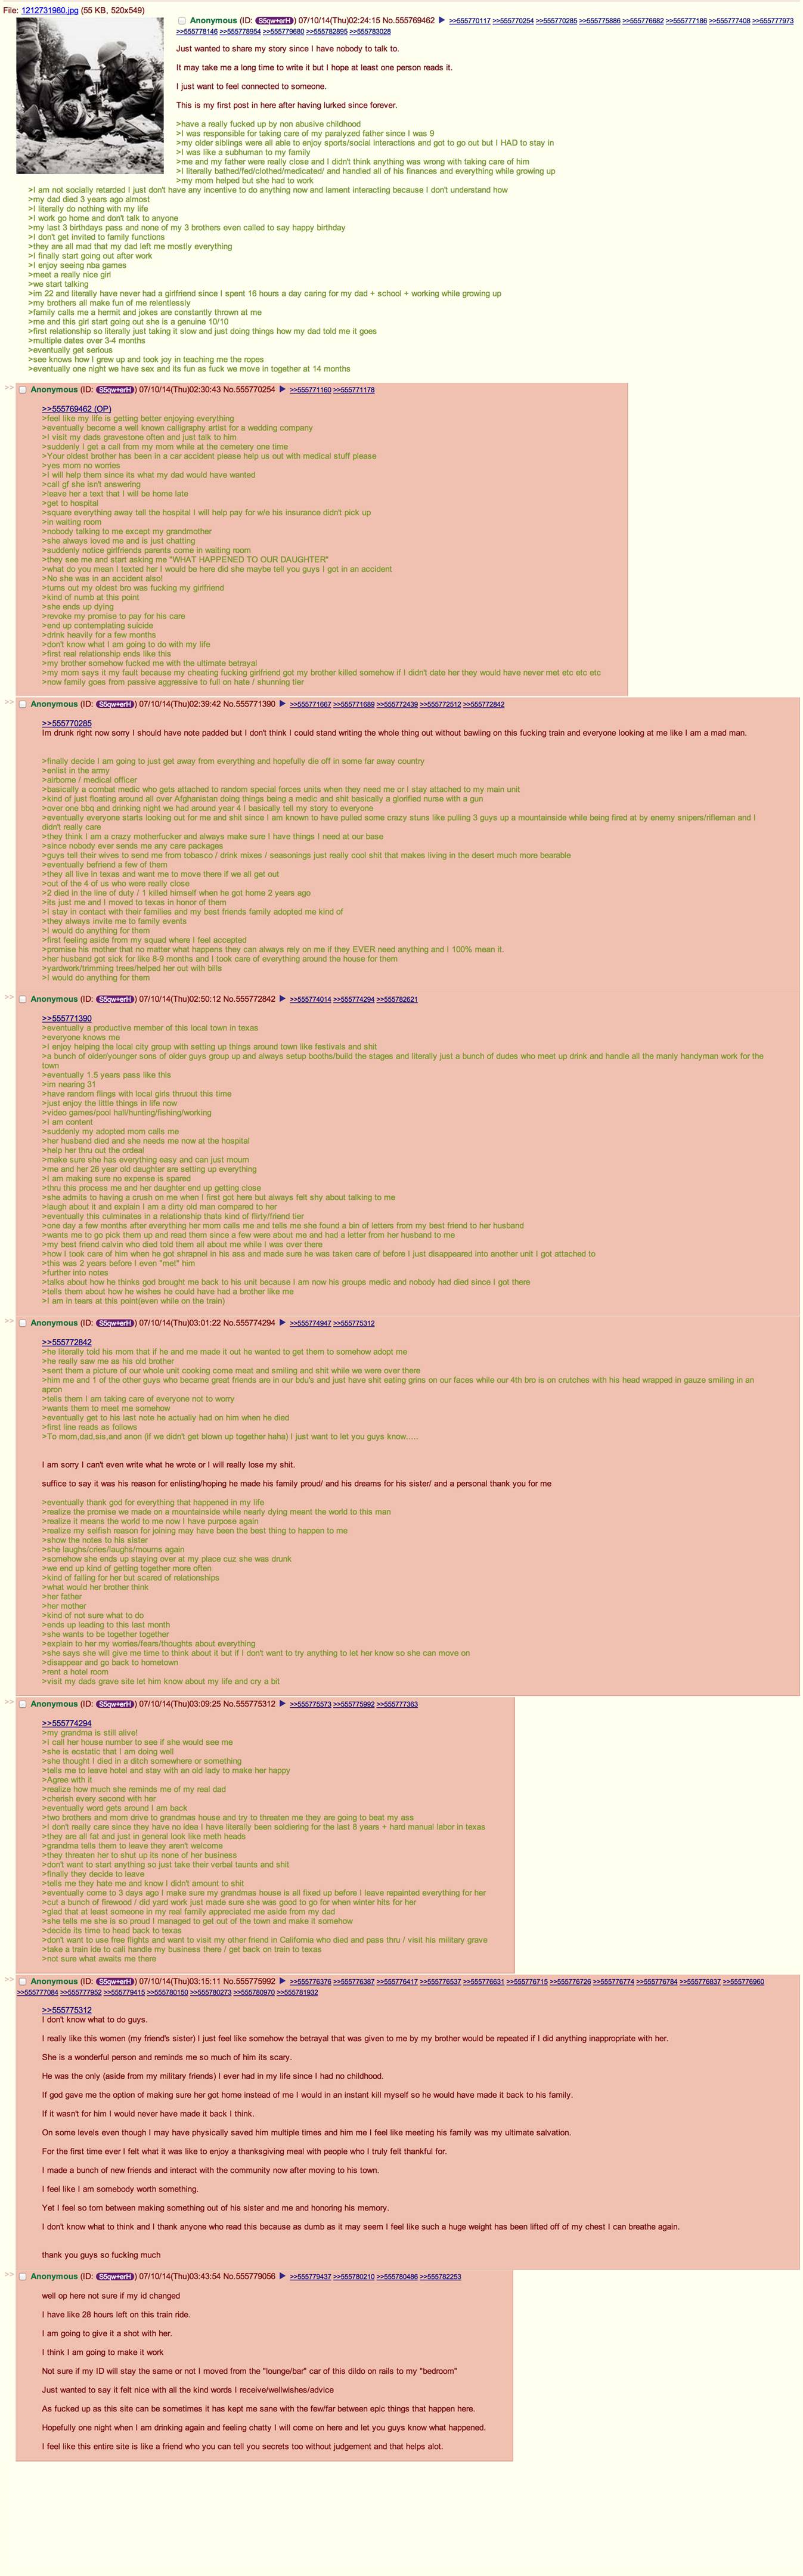 File: 1212731980.jpg (55 KB, 520x549)
Anonymous (ID: S5qw+erH) 07/10/14(Thu)02:24:15 No.555769462 ▶ >>555770117 >>555770254 >>555770285 >>555775886 >>555776682 >>555777186 >>555777408 >>555777973
>>555778146 >>555778954 >>555779680 >>555782895 >>555783028
Just wanted to share my story since I have nobody to talk to.
It may take me a long time to write it but I hope at least one person reads it.
I just want to feel connected to someone.
This is my first post in here after having lurked since forever.
>have a really fucked up by non abusive childhood
>I was responsible for taking care of my paralyzed father since I was 9
>my older siblings were all able to enjoy sports/social interactions and got to go out but I HAD to stay in
>I was like a subhuman to my family
>me and my father were really close and I didn't think anything was wrong with taking care of him
>I literally bathed/fed/clothed/medicated/ and handled all of his finances and everything while growing up
>my mom helped but she had to work
>I am not socially retarded I just don't have any incentive to do anything now and lament interacting because I don't understand how
>my dad died 3 years ago almost
>I literally do nothing with my life
>I work go home and don't talk to anyone
>my last 3 birthdays pass and none of my 3 brothers even called to say happy birthday
>I don't get invited to family functions
>they are all mad that my dad left me mostly everything
>I finally start going out after work
>I enjoy seeing nba games
>meet a really nice girl
>we start talking
>im 22 and literally have never had a girlfriend since I spent 16 hours a day caring for my dad + school + working while growing up
>my brothers all make fun of me relentlessly
>family calls me a hermit and jokes are constantly thrown at me
>me and this girl start going out she is a genuine 10/10
>first relationship so literally just taking it slow and just doing things how my dad told me it goes
>multiple dates over 3-4 months
>eventually get serious
>see knows how I grew up and took joy in teaching me the ropes
>eventually one night we have sex and its fun as fuck we move in together at 14 months
>> Anonymous (ID: S5qw+erH) 07/10/14(Thu)02:30:43 No.555770254 ▶ >>555771160 >>555771178
>>555769462 (OP)
>feel like my life is getting better enjoying everything
>eventually become a well known calligraphy artist for a wedding company
>I visit my dads gravestone often and just talk to him
>suddenly I get a call from my mom while at the cemetery one time
>Your oldest brother has been in a car accident please help us out with medical stuff please
>yes mom no worries
>I will help them since its what my dad would have wanted
>call gf she isn't answering
>leave her a text that I will be home late
>get to hospital
>square everything away tell the hospital I will help pay for w/e his insurance didn't pick up
>in waiting room
>nobody talking to me except my grandmother
>she always loved me and is just chatting
>suddenly notice girlfriends parents come in waiting room
>they see me and start asking me "WHAT HAPPENED TO OUR DAUGHTER"
>what do you mean I texted her I would be here did she maybe tell you guys I got in an accident
>No she was in an accident also!
>turns out my oldest bro was fucking my girlfriend
>kind of numb at this point
>she ends up dying
>revoke my promise to pay for his care
>end up contemplating suicide
>drink heavily for a few months
>don't know what I am going to do with my life
>first real relationship ends like this
>my brother somehow fucked me with the ultimate betrayal
>my mom says it my fault because my cheating fucking girlfriend got my brother killed somehow if I didn't date her they would have never met etc etc etc
>now family goes from passive aggressive to full on hate / shunning tier
>> Anonymous (ID: S5qw+erH) 07/10/14(Thu)02:39:42 No.555771390 ▶ >>555771667 >>555771689 >>555772439 >>555772512 >>555772842
>>555770285
Im drunk right now sorry I should have note padded but I don't think I could stand writing the whole thing out without bawling on this fucking train and everyone looking at me like I am a mad man.
>finally decide I am going to just get away from everything and hopefully die off in some far away country
>enlist in the army
>airbome / medical officer
>basically a combat medic who gets attached to random special forces units when they need me or I stay attached to my main unit
>kind of just floating around all over Afghanistan doing things being a medic and shit basically a glorified nurse with a gun
>over one bbq and drinking night we had around year 4 I basically tell my story to everyone
>eventually everyone starts looking out for me and shit since I am known to have pulled some crazy stuns like pulling 3 guys up a mountainside while being fired at by enemy snipers/rifleman and I
didn't really care
>they think I am a crazy motherfucker and always make sure I have things I need at our base
>since nobody ever sends me any care packages
>guys tell their wives to send me from tobacco / drink mixes / seasonings just really cool shit that makes living in the desert much more bearable
>eventually befriend a few of them
>they all live in texas and want me to move there if we all get out
>out of the 4 of us who were really close
>2 died in the line of duty / 1 killed himself when he got home 2 years ago
>its just me and I moved to texas in honor of them
>I stay in contact with their families and my best friends family adopted me kind of
>they always invite me to family events
>I would do anything for them
>first feeling aside from my squad where I feel accepted
>promise his mother that no matter what happens they can always rely on me if they EVER need anything and I 100% mean it.
>her husband got sick for like 8-9 months and I took care of everything around the house for them
>yardwork/trimming trees/helped her out with bills
>I would do anything for them
>> Anonymous (ID: S5qw+erH) 07/10/14(Thu)02:50:12 No.555772842 ▶ >>555774014 >>555774294 >>555782621
>>555771390
>eventually a productive member of this local town in texas
>everyone knows me
>I enjoy helping the local city group with setting up things around town like festivals and shit
>a bunch of older/younger sons of older guys group up and always setup booths/build the stages and literally just a bunch of dudes who meet up drink and handle all the manly handyman work for the
town
>eventually 1.5 years pass like this
>im nearing 31
>have random flings with local girls thruout this time
>just enjoy the little things in life now
>video games/pool hall/hunting/fishing/working
>I am content
>suddenly my adopted mom calls me
>her husband died and she needs me now at the hospital
>help her thru out the ordeal
>make sure she has everything easy and can just mourn
>me and her 26 year old daughter are setting up everything
>I am making sure no expense is spared
>thru this process me and her daughter end up getting close
>she admits to having a crush on me when I first got here but always felt shy about talking to me
>laugh about it and explain I am a dirty old man compared to her
>eventually this culminates in a relationship thats kind of flirty/friend tier
>one day a few months after everything her mom calls me and tells me she found a bin of letters from my best friend to her husband
>wants me to go pick them up and read them since a few were about me and had a letter from her husband to me
>my best friend calvin who died told them all about me while I was over there
>how I took care of him when he got shrapnel in his ass and made sure he was taken care of before I just disappeared into another unit I got attached to
>this was 2 years before I even "met" him
>further into notes
>talks about how he thinks god brought me back to his unit because I am now his groups medic and nobody had died since I got there
>tells them about how he wishes he could have had a brother like me
>I am in tears at this point(even while on the train)
>> Anonymous (ID: S5qw+erH) 07/10/14(Thu)03:01:22 No.555774294 ▶ >>555774947 >>555775312
>>555772842
>he literally told his mom that if he and me made it out he wanted to get them to somehow adopt me
>he really saw me as his old brother
>sent them a picture of our whole unit cooking come meat and smiling and shit while we were over there
>him me and 1 of the other guys who became great friends are in our bdu's and just have shit eating grins on our faces while our 4th bro is on crutches with his head wrapped in gauze smiling in an
apron
>tells them I am taking care of everyone not to worry
>wants them to meet me somehow
>eventually get to his last note he actually had on him when he died
>first line reads as follows
>To mom,dad,sis,and anon (if we didn't get blown up together haha) I just want to let you guys know.....
I am sorry I can't even write what he wrote or I will really lose my shit.
suffice to say it was his reason for enlisting/hoping he made his family proud/ and his dreams for his sister/ and a personal thank you for me
>eventually thank god for everything that happened in my life
>realize the promise we made on a mountainside while nearly dying meant the world to this man
>realize it means the world to me now I have purpose again
>realize my selfish reason for joining may have been the best thing to happen to me
>show the notes to his sister
>she laughs/cries/laughs/mourns again
>somehow she ends up staying over at my place cuz she was drunk
>we end up kind of getting together more often
>kind of falling for her but scared of relationships
>what would her brother think
>her father
>her mother
>kind of not sure what to do
>ends up leading to this last month
>she wants to be together together
>explain to her my worries/fears/thoughts about everything
>she says she will give me time to think about it but if I don't want to try anything to let her know so she can move on
>disappear and go back to hometown
>rent a hotel room
>visit my dads grave site let him know about my life and cry a bit
>> Anonymous (ID: S5qw+erH) 07/10/14(Thu)03:09:25 No.555775312 ▶ >>555775573 >>555775992 >>555777363
>>555774294
>my grandma is still alive!
>I call her house number to see if she would see me
>she is ecstatic that I am doing well
>she thought I died in a ditch somewhere or something
>tells me to leave hotel and stay with an old lady to make her happy
>Agree with it
>realize how much she reminds me of my real dad
>cherish every second with her
>eventually word gets around I am back
>two brothers and mom drive to grandmas house and try to threaten me they are going to beat my ass
>I don't really care since they have no idea I have literally been soldiering for the last 8 years + hard manual labor in texas
>they are all fat and just in general look like meth heads
>grandma tells them to leave they aren't welcome
>they threaten her to shut up its none of her business
>don't want to start anything so just take their verbal taunts and shit
>finally they decide to leave
>tells me they hate me and know I didn't amount to shit
>eventually come to 3 days ago I make sure my grandmas house is all fixed up before I leave repainted everything for her
>cut a bunch of firewood / did yard work just made sure she was good to go for when winter hits for her
>glad that at least someone in my real family appreciated me aside from my dad
>she tells me she is so proud I managed to get out of the town and make it somehow
>decide its time to head back to texas
>don't want to use free flights and want to visit my other friend in California who died and pass thru / visit his military grave
>take a train ide to cali handle my business there / get back on train to texas
>not sure what awaits me there
>> Anonymous (ID: S5qw+erH) 07/10/14(Thu)03:15:11 No.555775992 ▶ >>555776376 >>555776387 >>555776417 >>555776537 >>555776631 >>555776715 >>555776726 >>555776774 >>555776784 >>555776837 >>555776960
>>555777084 >>555777952 >>555779415 >>555780150 >>555780273 >>555780970 >>555781932
>>555775312
I don't know what to do guys.
I really like this women (my friend's sister) I just feel like somehow the betrayal that was given to me by my brother would be repeated if I did anything inappropriate with her.
She is a wonderful person and reminds me so much of him its scary.
He was the only (aside from my military friends) I ever had in my life since I had no childhood.
If god gave me the option of making sure her got home instead of me I would in an instant kill myself so he would have made it back to his family.
If it wasn't for him I would never have made it back I think.
On some levels even though I may have physically saved him multiple times and him me I feel like meeting his family was my ultimate salvation.
For the first time ever I felt what it was like to enjoy a thanksgiving meal with people who I truly felt thankful for.
I made a bunch of new friends and interact with the community now after moving to his town.
I feel like I am somebody worth something.
Yet I feel so torn between making something out of his sister and me and honoring his memory.
I don't know what to think and I thank anyone who read this because as dumb as it may seem I feel like such a huge weight has been lifted off of my chest I can breathe again.
thank you guys so fucking much
>> Anonymous (ID: S5qw+erH) 07/10/14(Thu)03:43:54 No.555779056 ▶ >>555779437 >>555780210 >>555780486 >>555782253
well op here not sure if my id changed
I have like 28 hours left on this train ride.
I am going to give it a shot with her.
I think I am going to make it work
Not sure if my ID will stay the same or not I moved from the "lounge/bar" car of this dildo on rails to my "bedroom"
Just wanted to say it felt nice with all the kind words I receive/wellwishes/advice
As fucked up as this site can be sometimes it has kept me sane with the few/far between epic things that happen here.
Hopefully one night when I am drinking again and feeling chatty I will come on here and let you guys know what happened.
I feel like this entire site is like a friend who you can tell you secrets too without judgement and that helps alot.